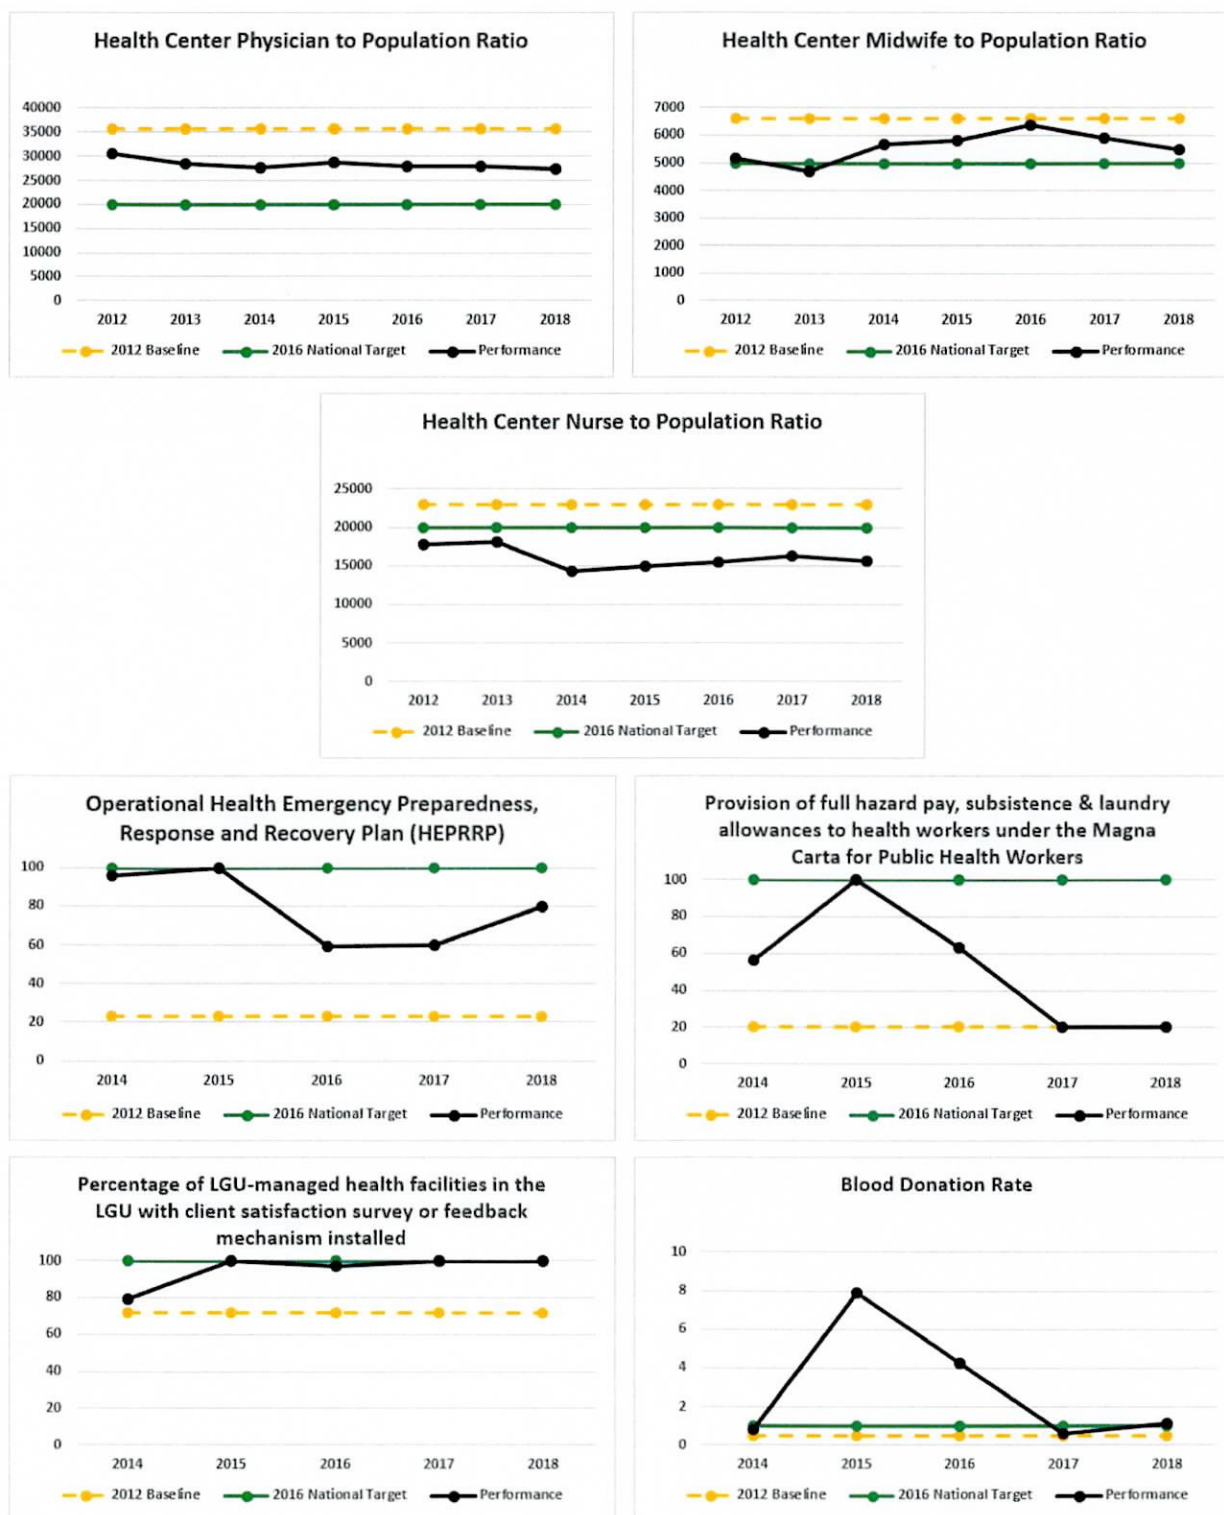 Health Center Physician to Population Ratio
40000
35000
30000
25000
20000
15000
10000
5000
0
2012 2013 2014 2015 2016 2017 2018
2012 Baseline 2016 National Target Performance
Health Center Midwife to Population Ratio
7000
6000
5000
4000
3000
2000
1000
0
2012 2013 2014 2015 2016 2017 2018
2012 Baseline 2016 National Target Performance
Health Center Nurse to Population Ratio
25000
20000
15000
10000
5000
0
2012 2013 2014 2015 2016 2017 2018
2012 Baseline 2016 National Target Performance
Operational Health Emergency Preparedness,
Response and Recovery Plan (HEPRRP)
100
80
60
40
20
0
2014 2015 2016 2017 2018
2012 Baseline 2016 National Target Performance
Provision of full hazard pay, subsistence & laundry
allowances to health workers under the Magna
Carta for Public Health Workers
100
80
60
40
20
0
2014 2015 2016 2017 2018
2012 Baseline 2016 National Target Performance
Percentage of LGU-managed health facilities in the
LGU with client satisfaction survey or feedback
mechanism installed
100
80
60
40
20
0
2014 2015 2016 2017 2018
2012 Baseline 2016 National Target Performance
Blood Donation Rate
10
8
6
4
2
0
2014 2015 2016 2017 2018
2012 Baseline 2016 National Target Performance